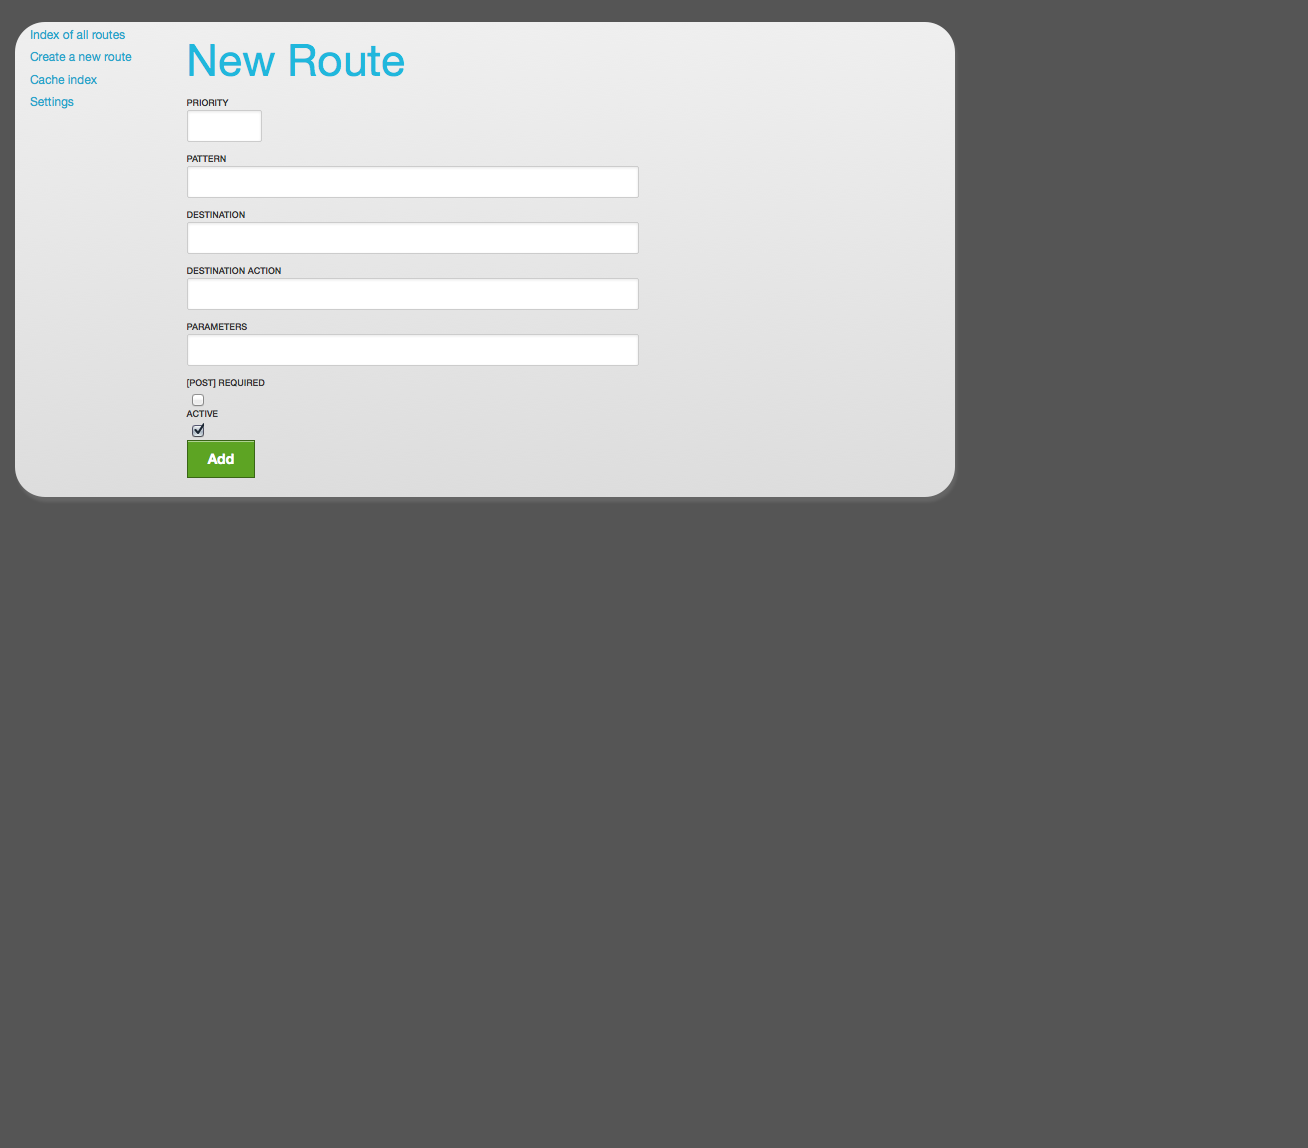 Index of all routes
Create a new route
Cache index
Settings
New Route
PRIORITY
PATTERN
DESTINATION
DESTINATION ACTION
PARAMETERS
[POST] REQUIRED
ACTIVE
Add